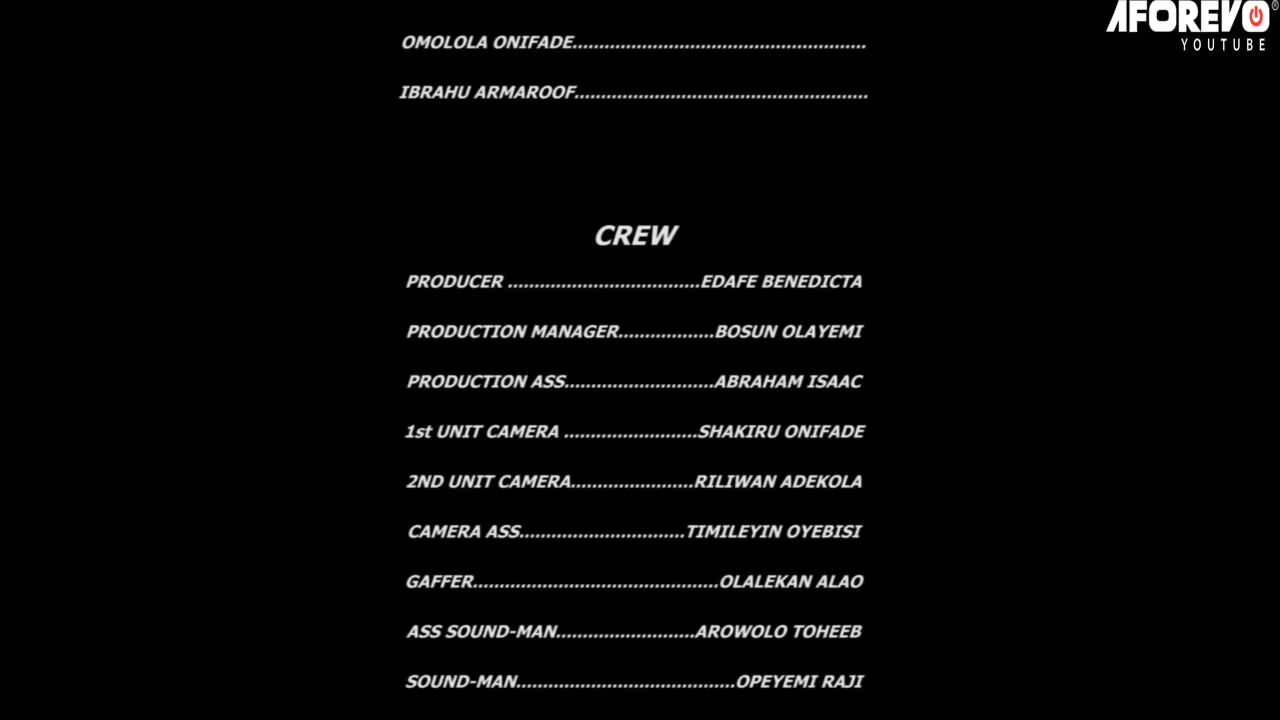 AFOREVO
YOUTUBE
OMOLOLA ONIFADE......................................................
IBRAHU ARMAROOF......................................................
CREW
PRODUCER ....................................EDAFE BENEDICTA
PRODUCTION MANAGER..................BOSUN OLAYEMI
PRODUCTION ASS............................ABRAHAM ISAAC
1st UNIT CAMERA .........................SHAKIRU ONIFADE
2ND UNIT CAMERA.......................RILIWAN ADEKOLA
CAMERA ASS...............................TIMILEYIN OYEBISI
GAFFER..............................................OLALEKAN ALAO
ASS SOUND-MAN..........................AROWOLO TOHEEB
SOUND-MAN.........................................OPEYEMI RAJI